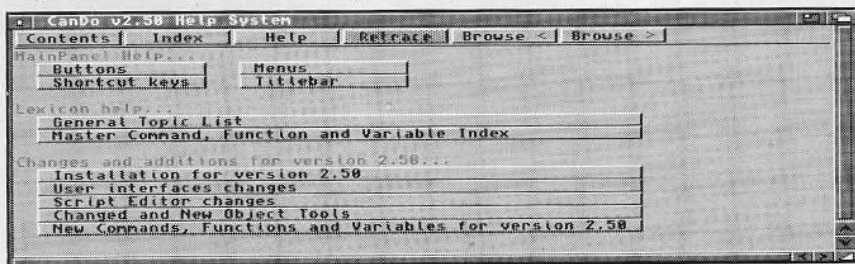 CanDo v2.50 Help System
Contents Index Help Retrace Browse < Browse >
MainPanel Help...
Buttons Menus
Shortcut keys Titlebar
Lexicon help...
General Topic List
Master Command, Function and Variable Index
Changes and additions for version 2.50...
Installation for version 2.50
User interfaces changes
Script Editor changes
Changed and New Object Tools
New Commands, Functions and Variables for version 2.50